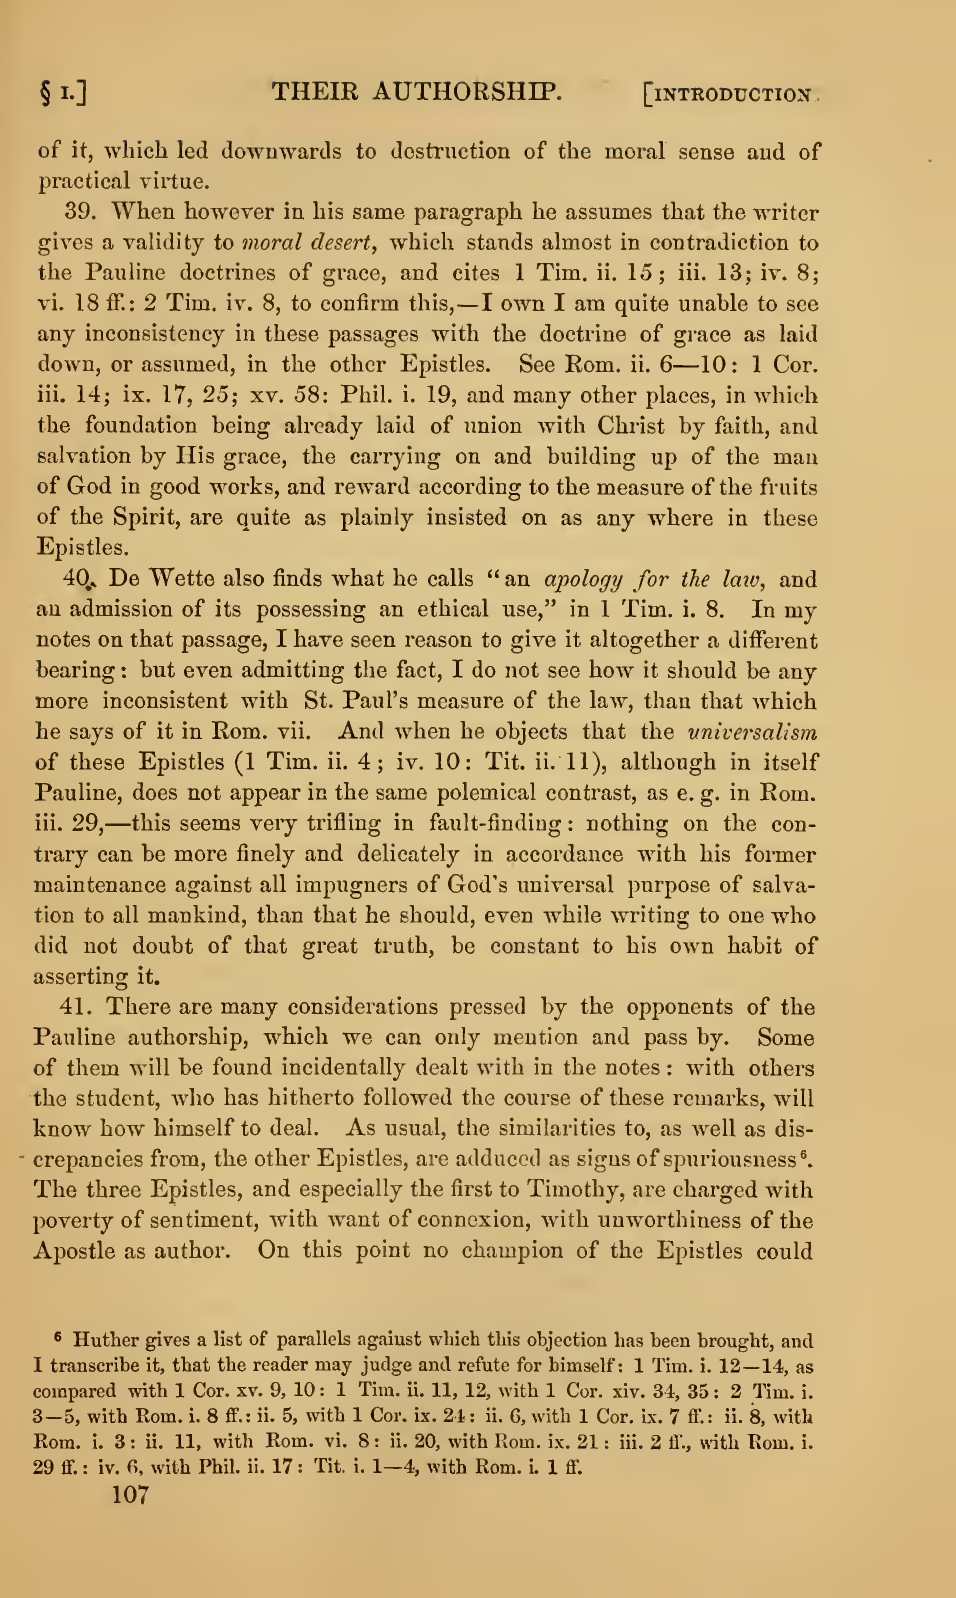 § I.] THEIR AUTHORSHIP. [INTRODUCTION.
of it, which led downwards to destruction of the moral sense and of
practical virtue.
39. When however in his same paragraph he assumes that the writer
gives a validity to moral desert, which stands almost in contradiction to
the Pauline doctrines of grace, and cites 1 Tim. ii. 15; iii. 13; iv. 8;
vi. 18 ff.: 2 Tim. iv. 8, to confirm this,—I own I am quite unable to see
any inconsistency in these passages with the doctrine of grace as laid
down, or assumed, in the other Epistles. See Rom. ii. 6—10: 1 Cor.
iii. 14; ix. 17, 25; xv. 58: Phil. i. 19, and many other places, in which
the foundation being already laid of union with Christ by faith, and
salvation by His grace, the carrying on and building up of the man
of God in good works, and reward according to the measure of the fruits
of the Spirit, are quite as plainly insisted on as any where in these
Epistles.
40. De Wette also finds what he calls “an apology for the law, and
an admission of its possessing an ethical use,” in 1 Tim. i. 8. In my
notes on that passage, I have seen reason to give it altogether a different
bearing: but even admitting the fact, I do not see how it should be any
more inconsistent with St. Paul's measure of the law, than that which
he says of it in Rom. vii. And when he objects that the universalism
of these Epistles (1 Tim. ii. 4; iv. 10: Tit. ii. 11), although in itself
Pauline, does not appear in the same polemical contrast, as e. g. in Rom.
iii. 29,—this seems very trifling in fault-finding: nothing on the con-
trary can be more finely and delicately in accordance with his former
maintenance against all impugners of God's universal purpose of salva-
tion to all mankind, than that he should, even while writing to one who
did not doubt of that great truth, be constant to his own habit of
asserting it.
41. There are many considerations pressed by the opponents of the
Pauline authorship, which we can only mention and pass by. Some
of them will be found incidentally dealt with in the notes: with others
the student, who has hitherto followed the course of these remarks, will
know how himself to deal. As usual, the similarities to, as well as dis-
crepancies from, the other Epistles, are adduced as signs of spuriousness⁶.
The three Epistles, and especially the first to Timothy, are charged with
poverty of sentiment, with want of connexion, with unworthiness of the
Apostle as author. On this point no champion of the Epistles could
⁶ Huther gives a list of parallels against which this objection has been brought, and
I transcribe it, that the reader may judge and refute for himself: 1 Tim. i. 12—14, as
compared with 1 Cor. xv. 9, 10: 1 Tim. ii. 11, 12, with 1 Cor. xiv. 34, 35: 2 Tim. i.
3—5, with Rom. i. 8 ff.: ii. 5, with 1 Cor. ix. 24: ii. 6, with 1 Cor. ix. 7 ff.: ii. 8, with
Rom. i. 3: ii. 11, with Rom. vi. 8: ii. 20, with Rom. ix. 21: iii. 2 ff., with Rom. i.
29 ff.: iv. 6, with Phil. ii. 17: Tit. i. 1—4, with Rom. i. 1 ff.
107